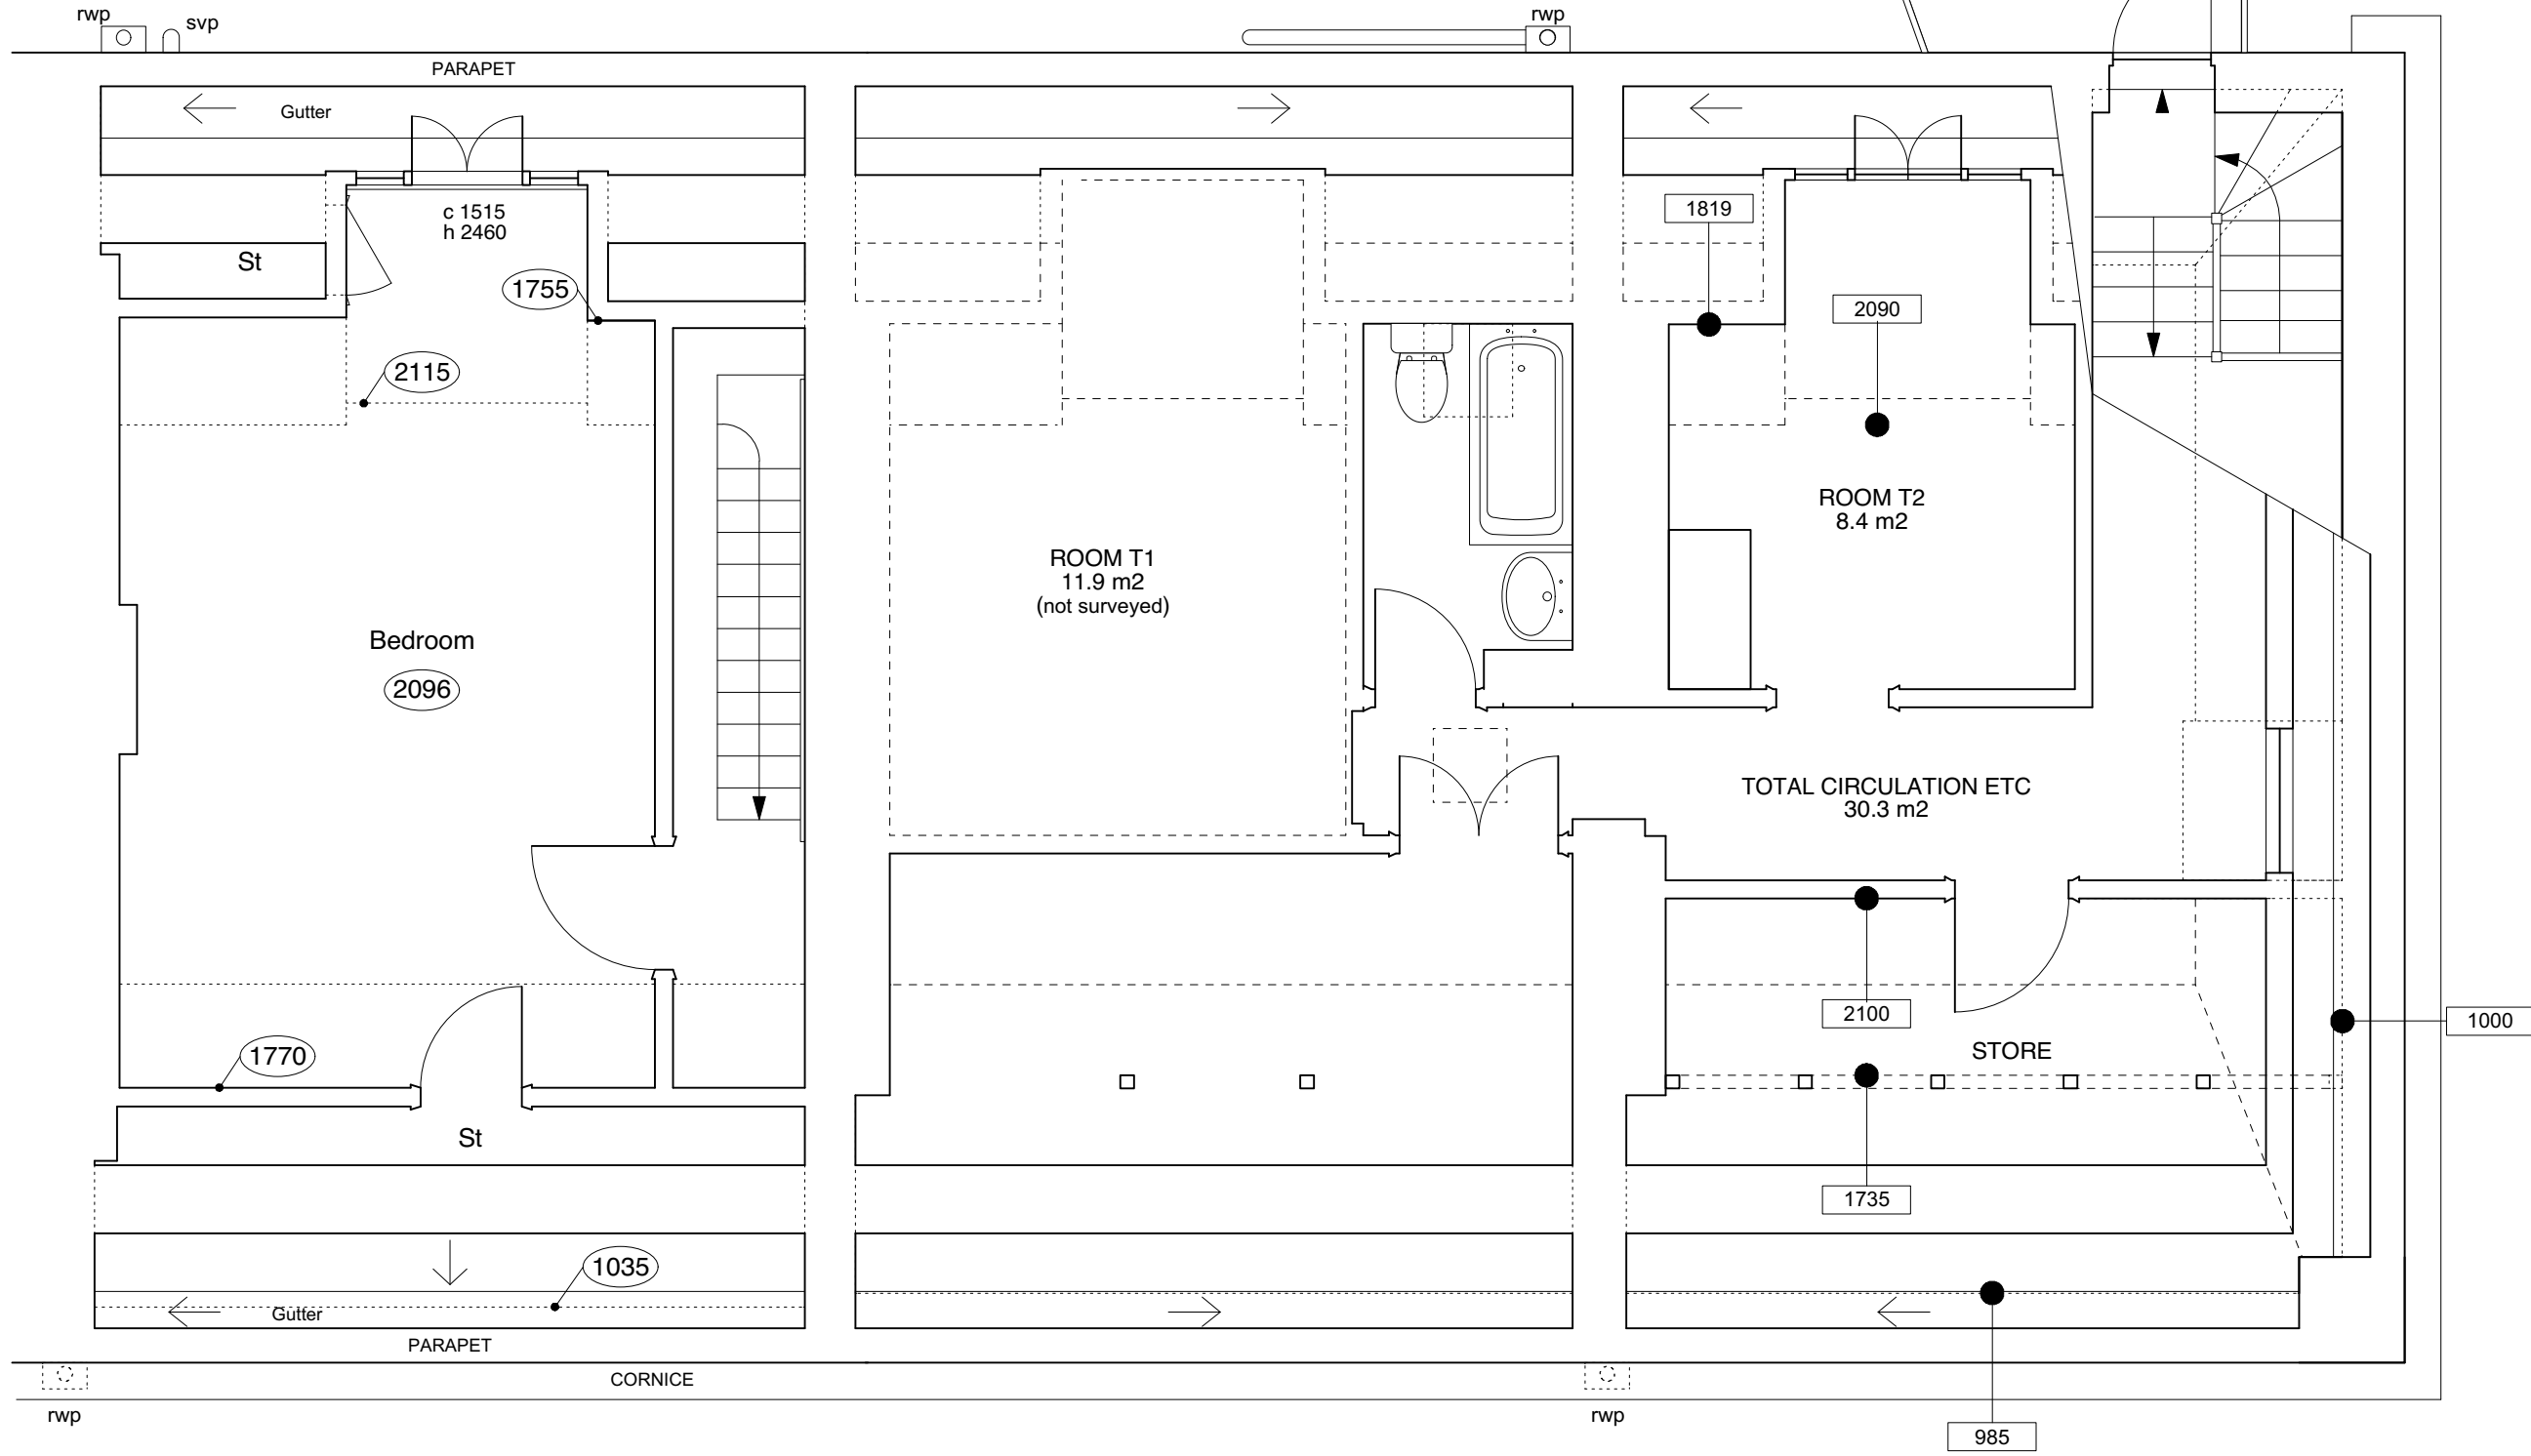 rwp
svp
rwp
PARAPET
Gutter
c 1515
h 2460
1819
St
1755
2090
2115
ROOM T2
8.4 m2
ROOM T1
11.9 m2
(not surveyed)
Bedroom
2096
TOTAL CIRCULATION ETC
30.3 m2
2100
1000
STORE
1770
St
1735
1035
Gutter
PARAPET
CORNICE
rwp
rwp
985